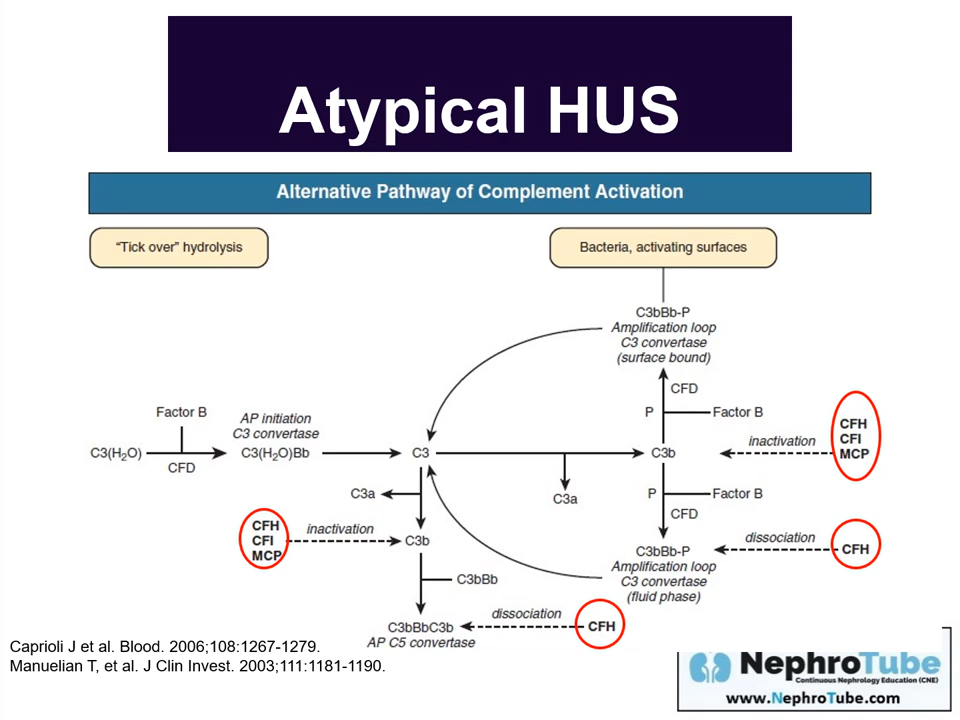 Atypical HUS
Alternative Pathway of Complement Activation
“Tick over” hydrolysis
Bacteria, activating surfaces
C3bBb-P
Amplification loop
C3 convertase
(surface bound)
CFD
P
Factor B
Factor B
AP initiation
C3 convertase
C3(H₂O)
CFD
C3(H₂O)Bb
C3
C3a
C3b
inactivation
CFH
CFI
MCP
C3a
CFH
CFI
MCP
inactivation
C3b
P
Factor B
CFD
C3bBb-P
Amplification loop
C3 convertase
(fluid phase)
dissociation
CFH
C3bBb
C3bBbC3b
AP C5 convertase
dissociation
CFH
Caprioli J et al. Blood. 2006;108:1267-1279.
Manuelian T, et al. J Clin Invest. 2003;111:1181-1190.
NephroTube
Continuous Nephrology Education (CNE)
www.NephroTube.com